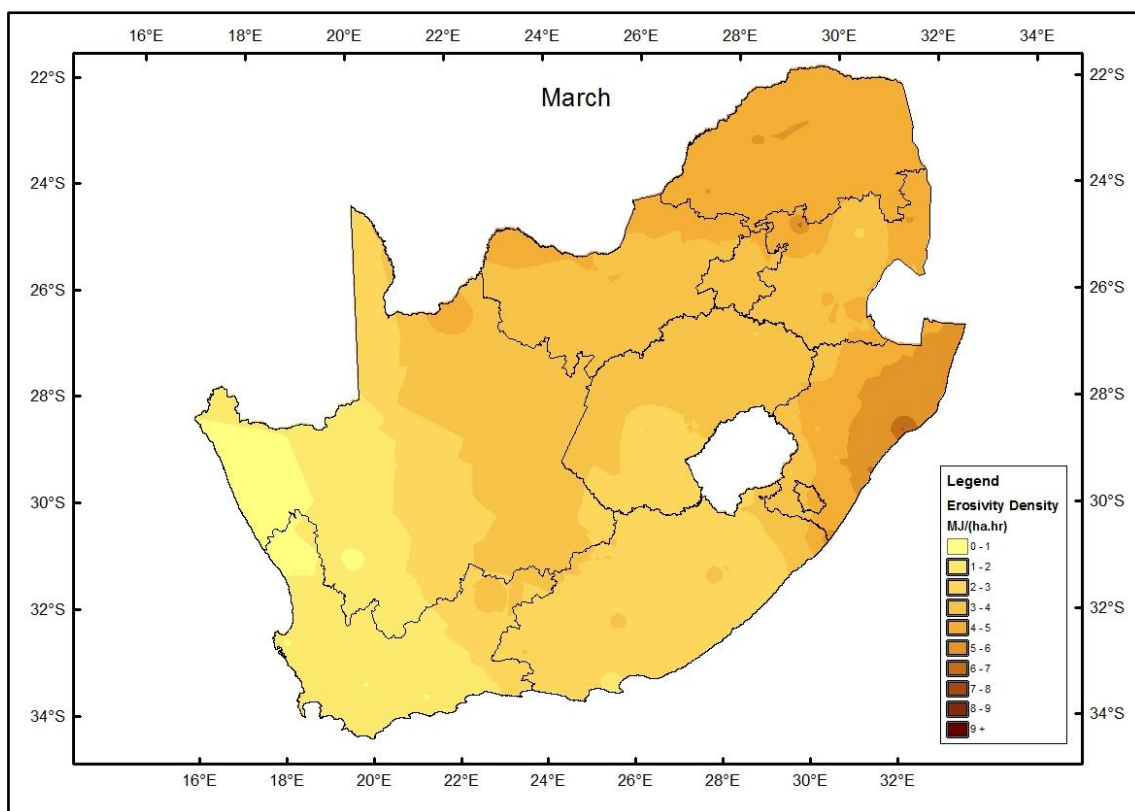 16°E 18°E 20°E 22°E 24°E 26°E 28°E 30°E 32°E 34°E
22°S 22°S
March
24°S 24°S
26°S 26°S
28°S 28°S
Legend
Erosivity Density
30°S 30°S
MJ/(ha.hr)
0 - 1
1 - 2
2 - 3
3 - 4
32°S 32°S
4 - 5
5 - 6
6 - 7
7 - 8
8 - 9
34°S 34°S
9 +
16°E 18°E 20°E 22°E 24°E 26°E 28°E 30°E 32°E